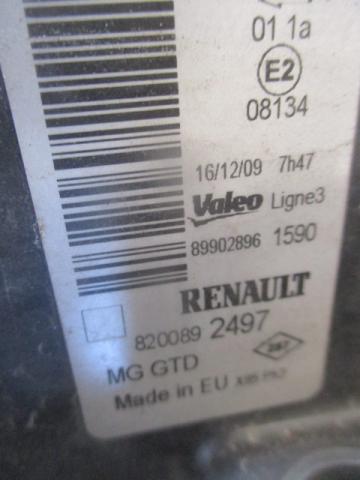 01 1a
E2
08134
16/12/09 7h47
Valeo Ligne3
89902896 1590
RENAULT
820089 2497
MG GTD
Made in EU